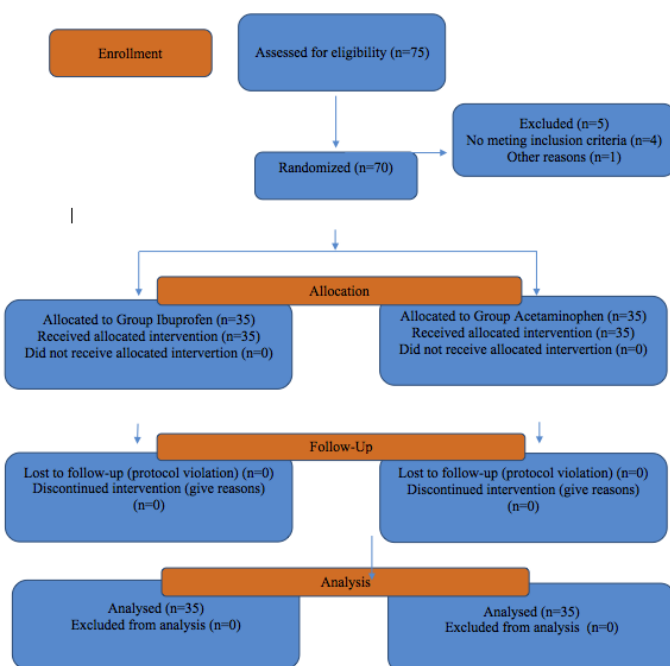 Enrollment
Assessed for eligibility (n=75)
Excluded (n=5)
No meting inclusion criteria (n=4)
Other reasons (n=1)
Randomized (n=70)
Allocation
Allocated to Group Ibuprofen (n=35)
Received allocated intervention (n=35)
Did not receive allocated intervertion (n=0)
Allocated to Group Acetaminophen (n=35)
Received allocated intervention (n=35)
Did not receive allocated intervertion (n=0)
Follow-Up
Lost to follow-up (protocol violation) (n=0)
Discontinued intervention (give reasons)
(n=0)
Lost to follow-up (protocol violation) (n=0)
Discontinued intervention (give reasons)
(n=0)
Analysis
Analysed (n=35)
Excluded from analysis (n=0)
Analysed (n=35)
Excluded from analysis (n=0)